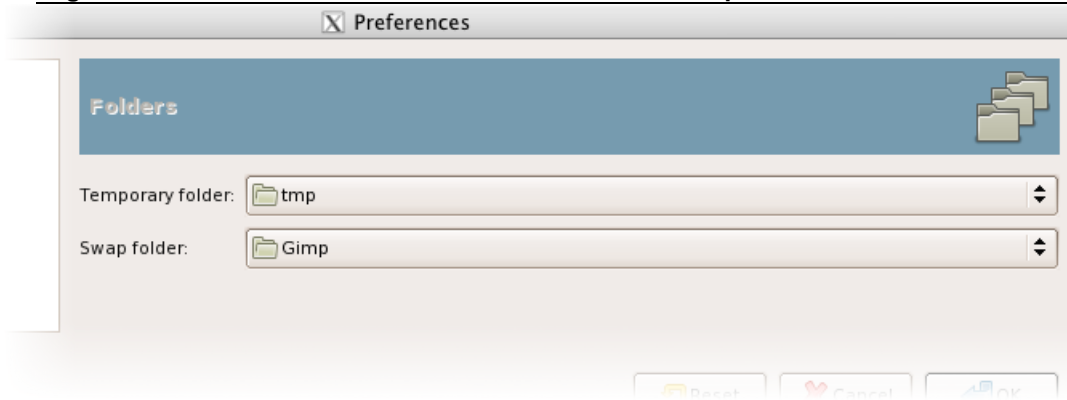 Preferences
Folders
Temporary folder: tmp
Swap folder: Gimp
Reset Cancel OK